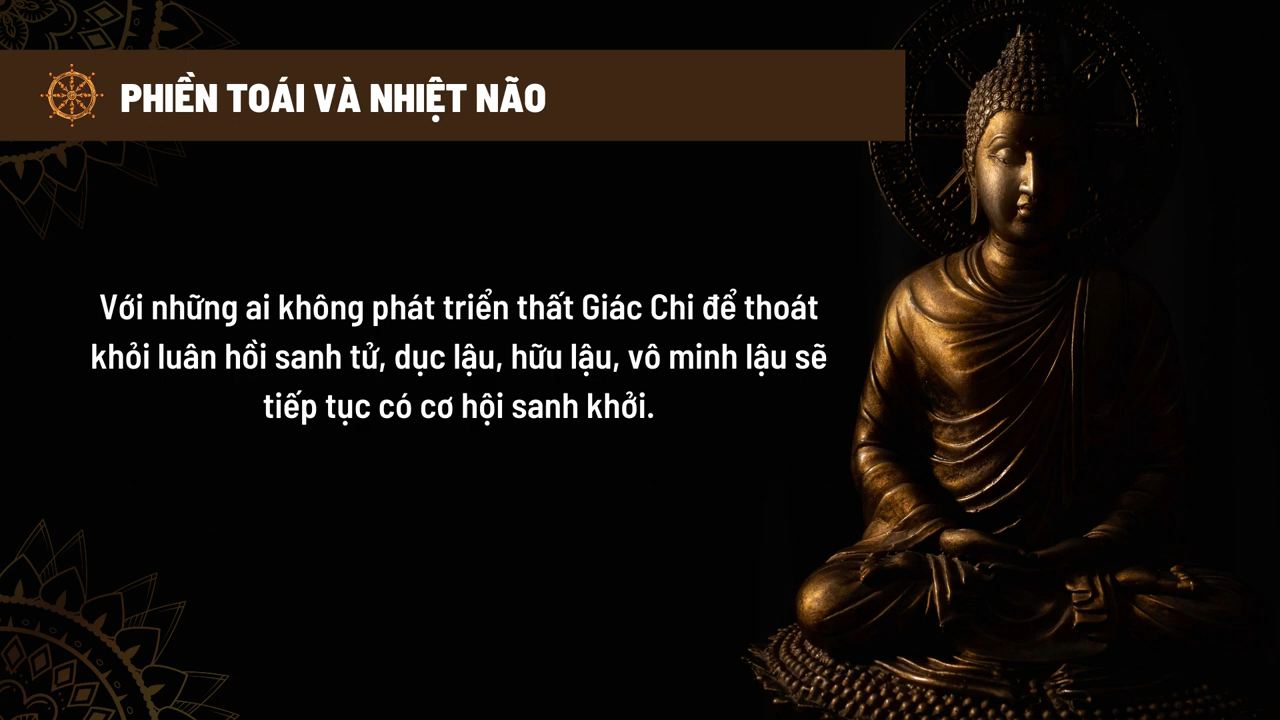 PHIỀN TOÁI VÀ NHIỆT NÃO
Với những ai không phát triển thất Giác Chi để thoát
khỏi luân hồi sanh tử, dục lậu, hữu lậu, vô minh lậu sẽ
tiếp tục có cơ hội sanh khởi.